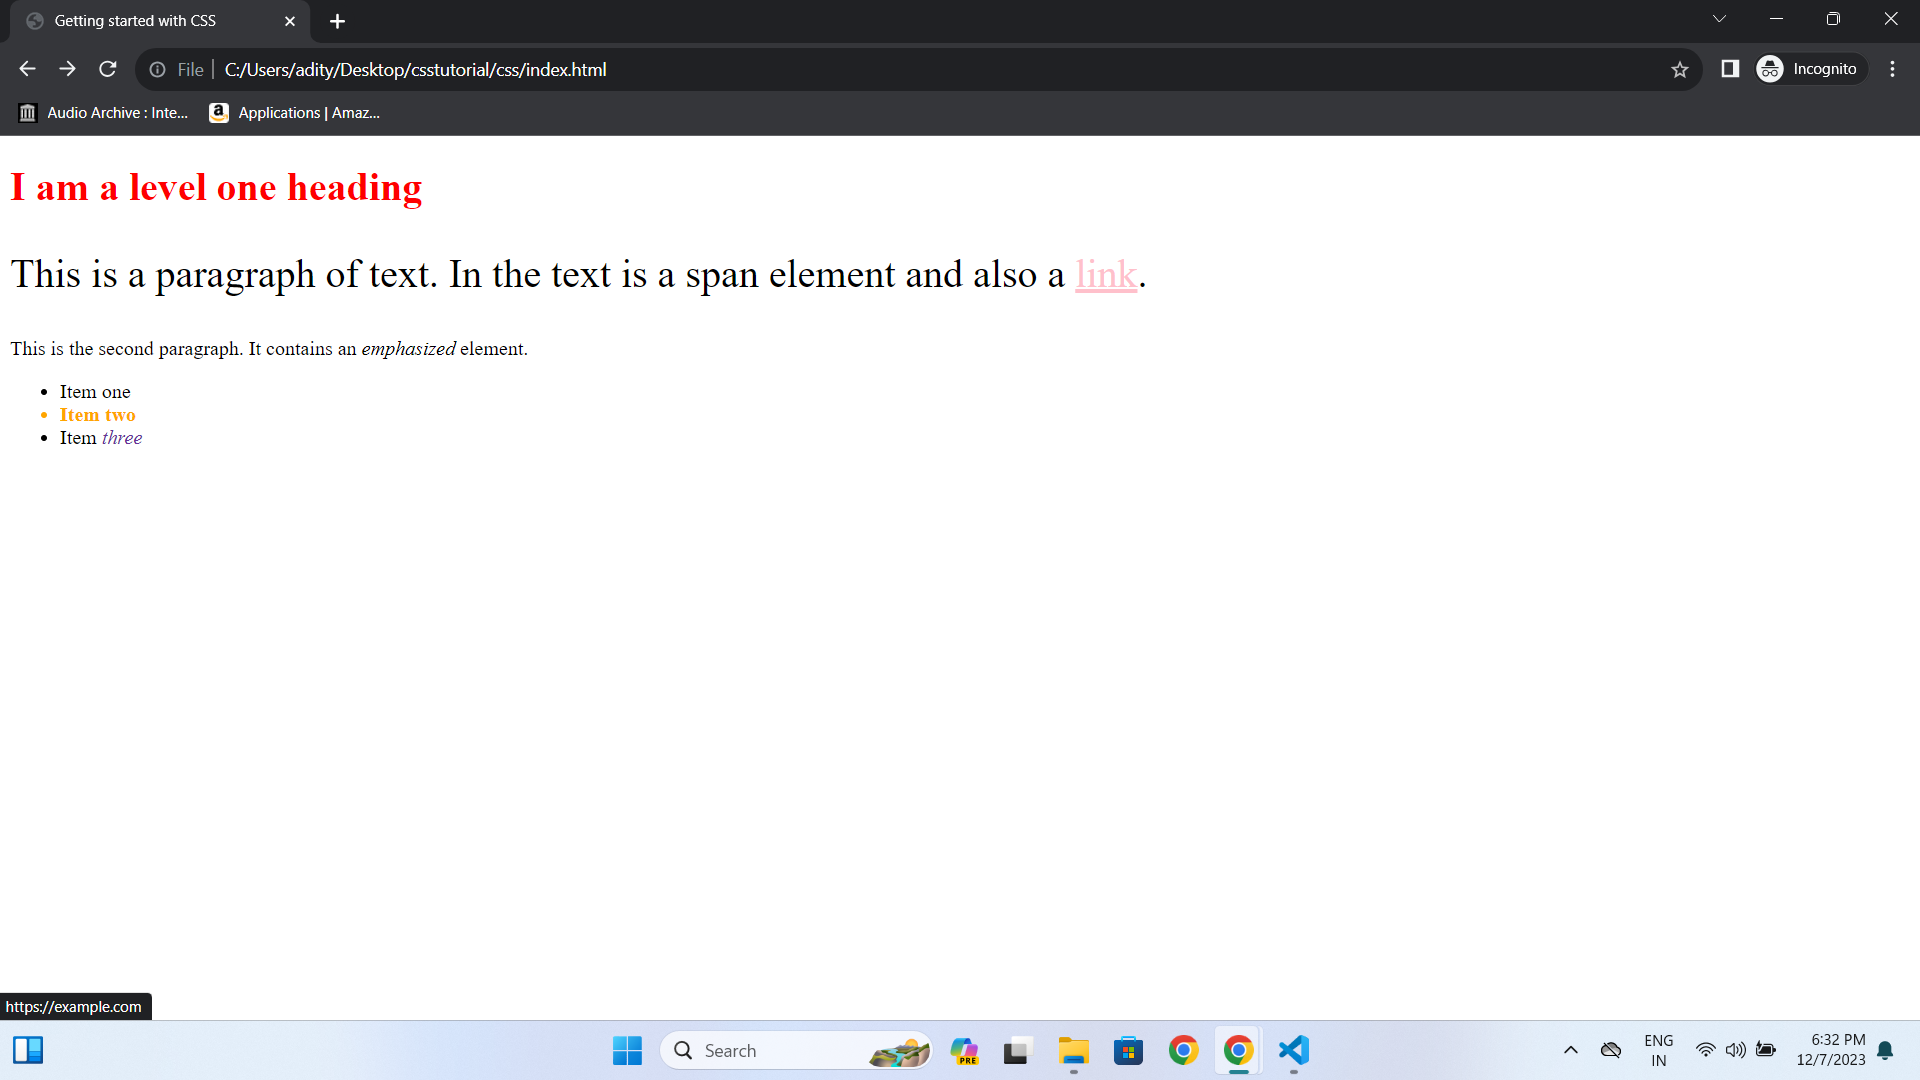 Getting started with CSS
File | C:/Users/adity/Desktop/csstutorial/css/index.html
Incognito
Audio Archive : Inte...
Applications | Amaz...
I am a level one heading
This is a paragraph of text. In the text is a span element and also a link.
This is the second paragraph. It contains an emphasized element.
• Item one
• Item two
• Item three
https://example.com
Search
PRE
ENG
IN
6:32 PM
12/7/2023